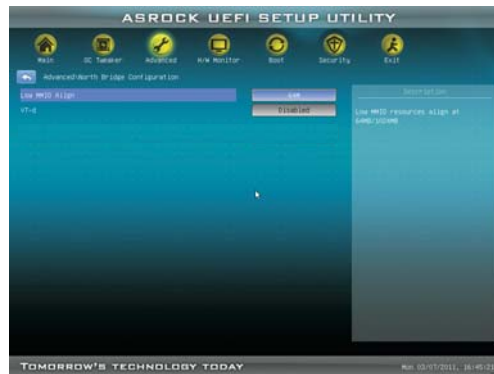 ASROCK UEFI SETUP UTILITY
Main OC Tweaker Advanced H/W Monitor Boot Security Exit
Advanced\North Bridge Configuration
Low MMIO Align 64M
VT-d Disabled
Description
Low MMIO resources align at
64MB/1024MB
TOMORROW'S TECHNOLOGY TODAY
Mon 03/07/2011, 16:45:21